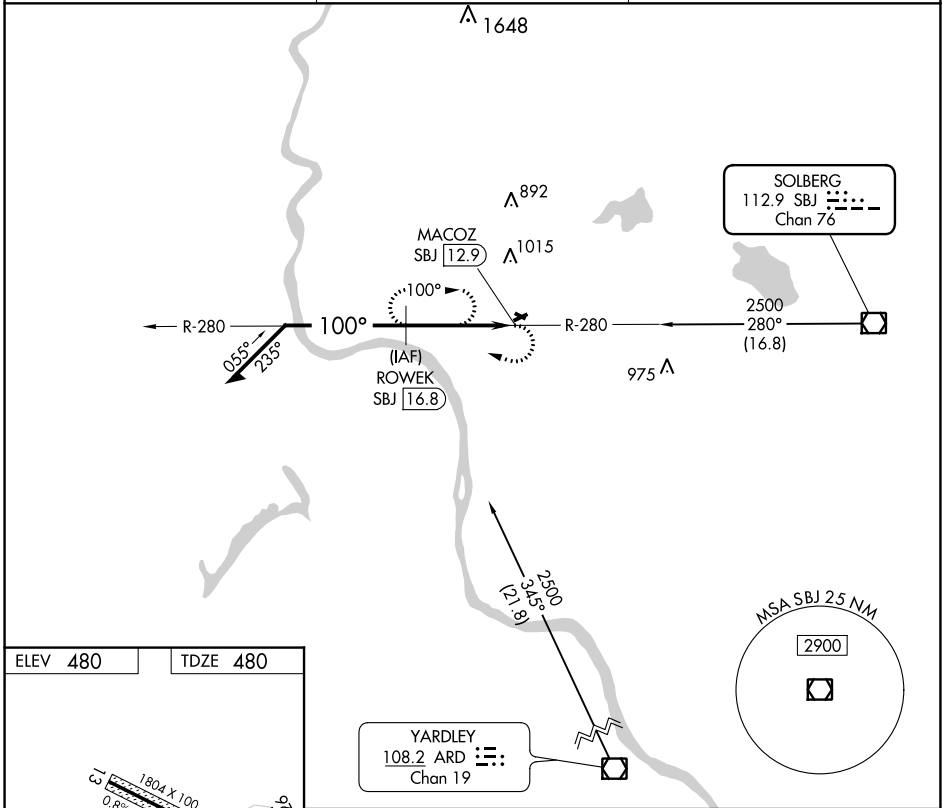 1648
892
SOLBERG
112.9 SBJ
Chan 76
MACOZ
SBJ 12.9
1015
100°
2500
R-280
100°
R-280
280°
(16.8)
055°
235°
(IAF)
ROWEK
SBJ 16.8
975
2500
345°
(21.8)
MSA SBJ 25 NM
2900
ELEV 480
TDZE 480
YARDLEY
108.2 ARD
Chan 19
13
1804 X 100
0.8%